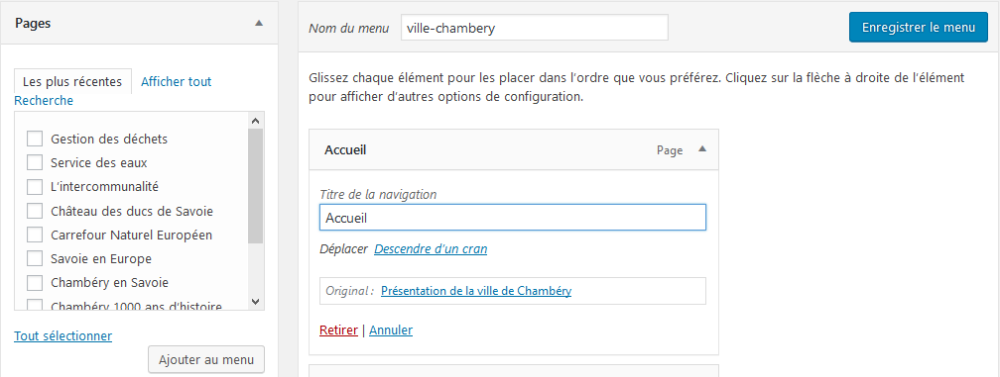 Pages
Les plus récentes
Afficher tout
Recherche
Gestion des déchets
Service des eaux
L'intercommunalité
Château des ducs de Savoie
Carrefour Naturel Européen
Savoie en Europe
Chambéry en Savoie
Chambéry 1000 ans d'histoire
Tout sélectionner
Ajouter au menu
Nom du menu ville-chambery
Enregistrer le menu
Glissez chaque élément pour les placer dans l'ordre que vous préférez. Cliquez sur la flèche à droite de l'élément
pour afficher d'autres options de configuration.
Accueil Page
Titre de la navigation
Accueil
Déplacer Descendre d'un cran
Original : Présentation de la ville de Chambéry
Retirer | Annuler